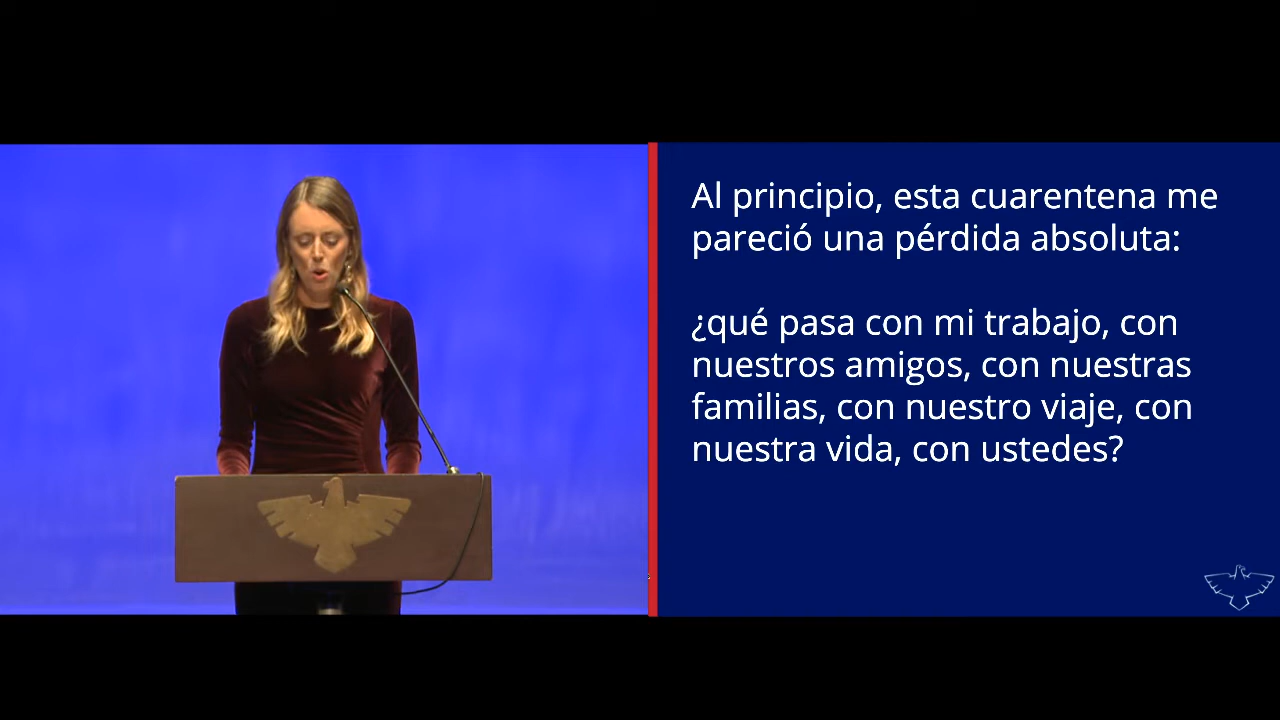 Al principio, esta cuarentena me
pareció una pérdida absoluta:
¿qué pasa con mi trabajo, con
nuestros amigos, con nuestras
familias, con nuestro viaje, con
nuestra vida, con ustedes?